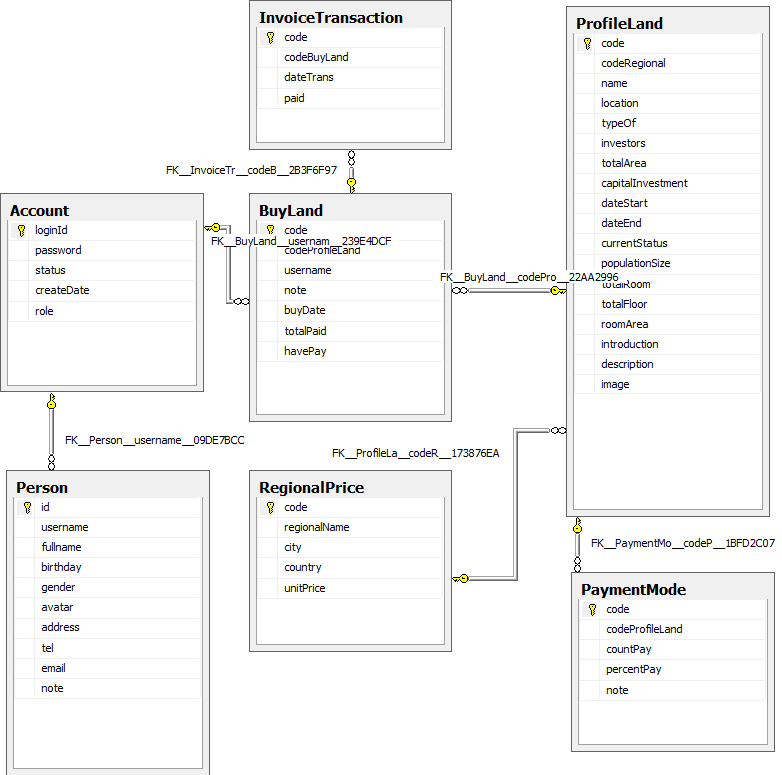 InvoiceTransaction
code
codeBuyLand
dateTrans
paid
ProfileLand
code
codeRegional
name
location
typeOf
investors
totalArea
capitalInvestment
dateStart
dateEnd
currentStatus
populationSize
totalRoom
totalFloor
roomArea
introduction
description
image
FK__InvoiceTr__codeB__2B3F6F97
Account
loginId
password
status
createDate
role
BuyLand
code
codeProfileLand
username
note
buyDate
totalPaid
havePay
FK__BuyLand__usernam__239E4DCF
FK__BuyLand__codePro__22AA2996
FK__Person__username__09DE7BCC
FK__ProfileLa__codeR__173876EA
Person
id
username
fullname
birthday
gender
avatar
address
tel
email
note
RegionalPrice
code
regionalName
city
country
unitPrice
FK__PaymentMo__codeP__1BFD2C07
PaymentMode
code
codeProfileLand
countPay
percentPay
note